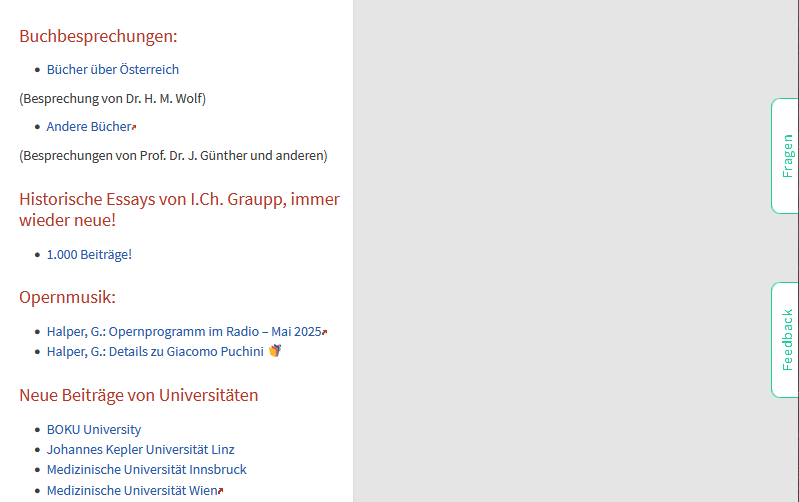 Buchbesprechungen:
• Bücher über Österreich
(Besprechung von Dr. H. M. Wolf)
• Andere Bücher
(Besprechungen von Prof. Dr. J. Günther und anderen)
Historische Essays von I.Ch. Graupp, immer
wieder neue!
• 1.000 Beiträge!
Opernmusik:
• Halper, G.: Opernprogramm im Radio – Mai 2025
• Halper, G.: Details zu Giacomo Puchini
Neue Beiträge von Universitäten
• BOKU University
• Johannes Kepler Universität Linz
• Medizinische Universität Innsbruck
• Medizinische Universität Wien
Fragen
Feedback